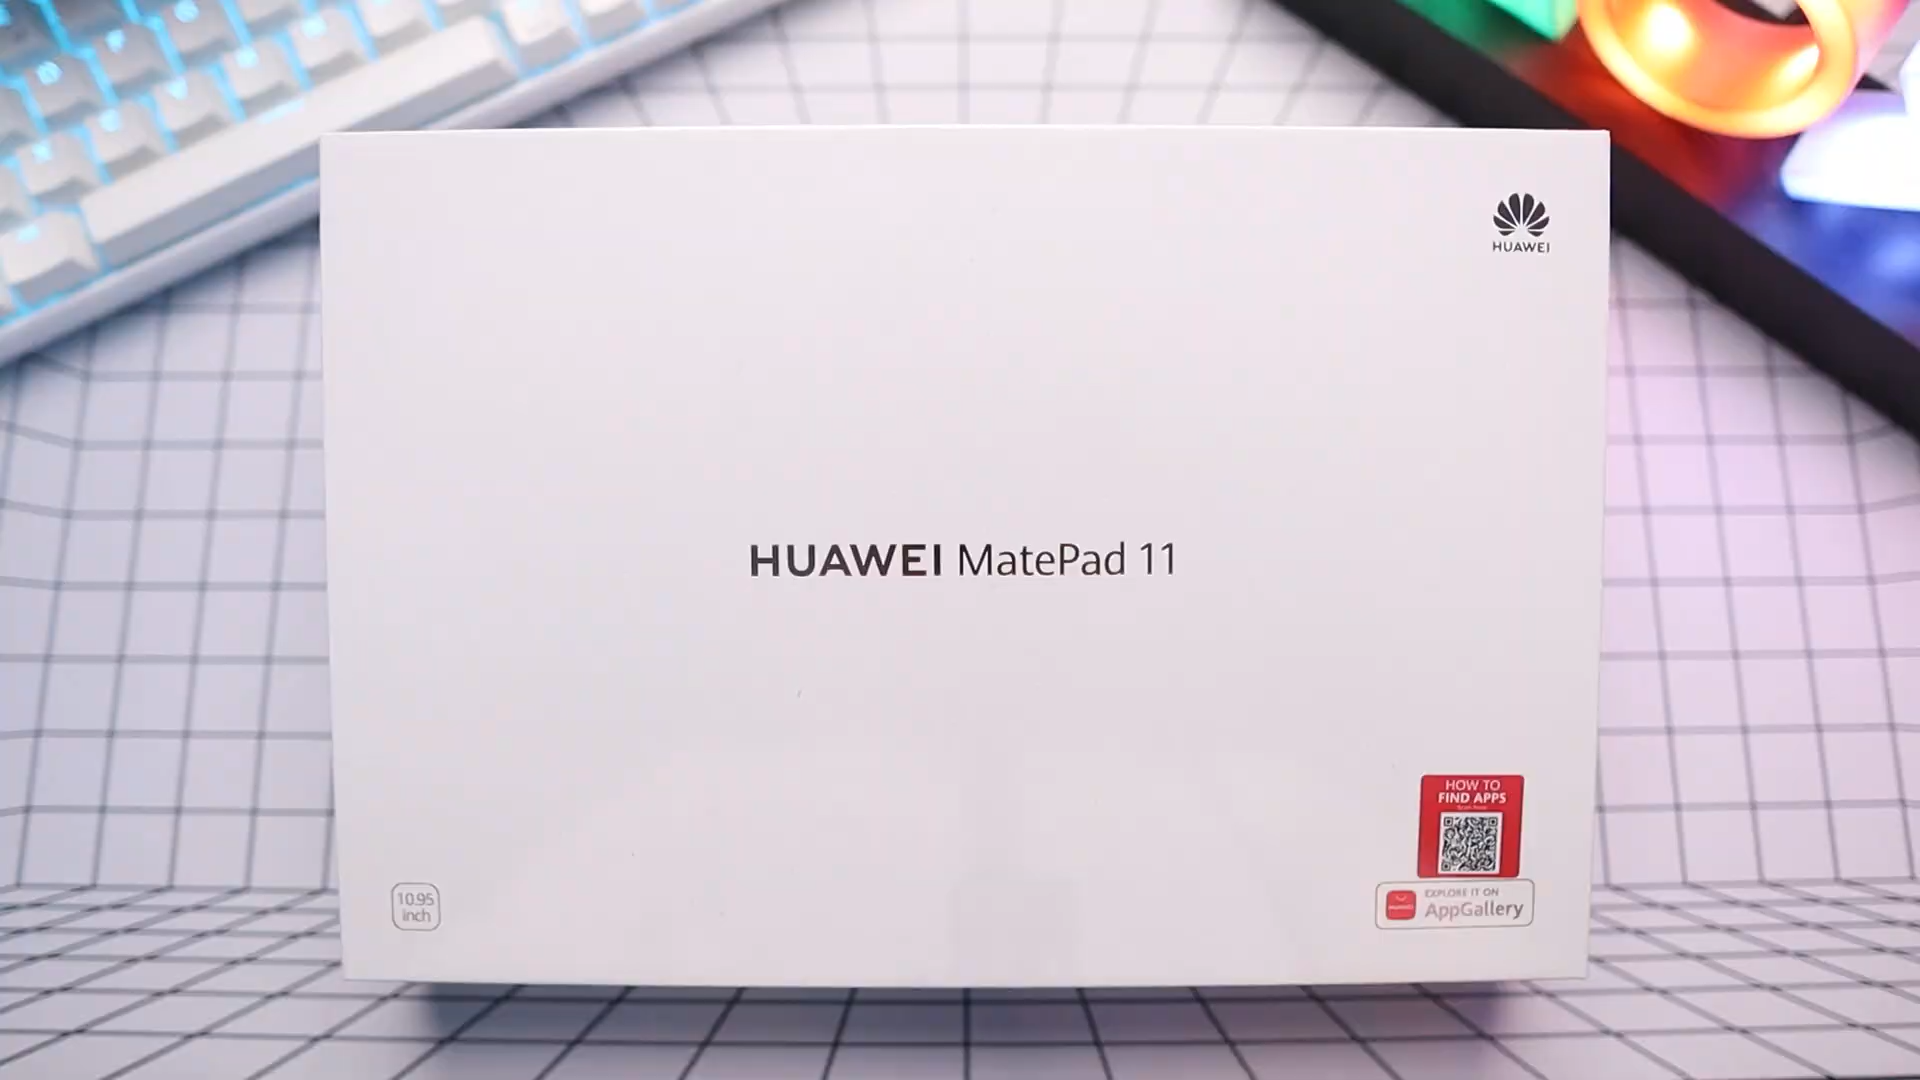 HUAWEI
HUAWEI MatePad 11
HOW TO
FIND APPS
10.95
inch
EXPLORE IT ON
AppGallery